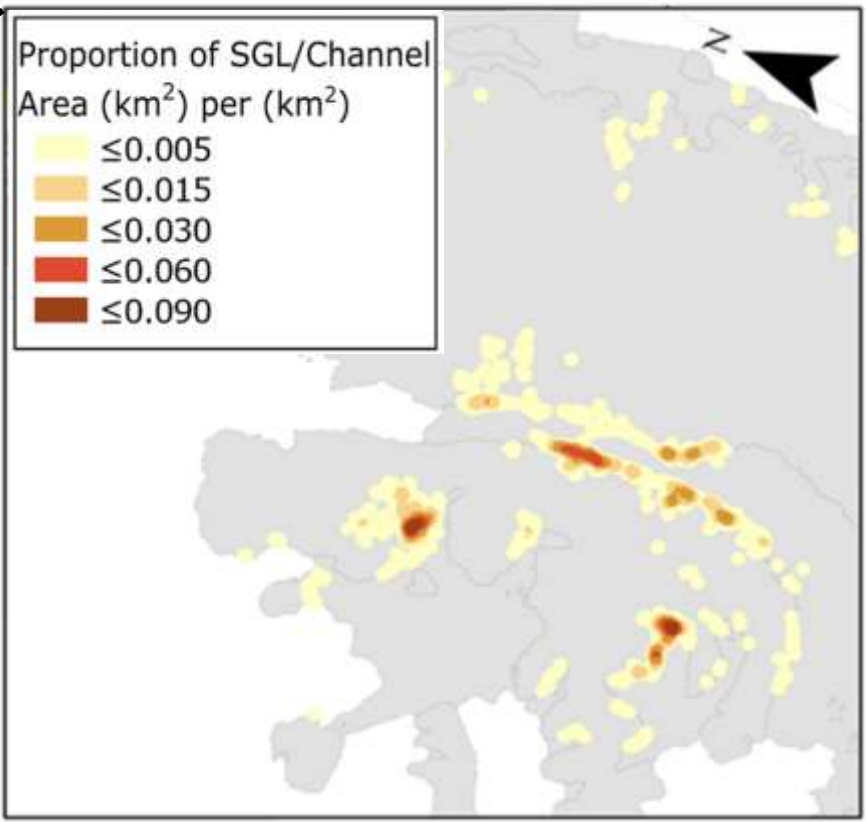 Proportion of SGL/Channel
Area (km²) per (km²)
≤0.005
≤0.015
≤0.030
≤0.060
≤0.090
N